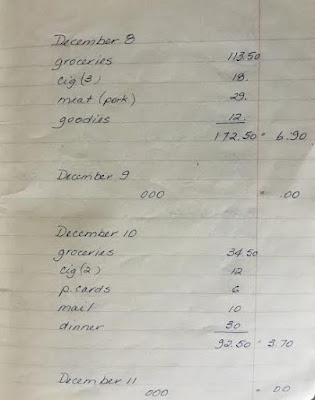 December 8
groceries 113.50
cig (3) 18.
meat (pork) 29.
goodies 12.
172.50 = 6.90
December 9
000 = .00
December 10
groceries 34.50
cig (2) 12
p. cards 6
mail 10
dinner 30
92.50 = 3.70
December 11
000 = .00